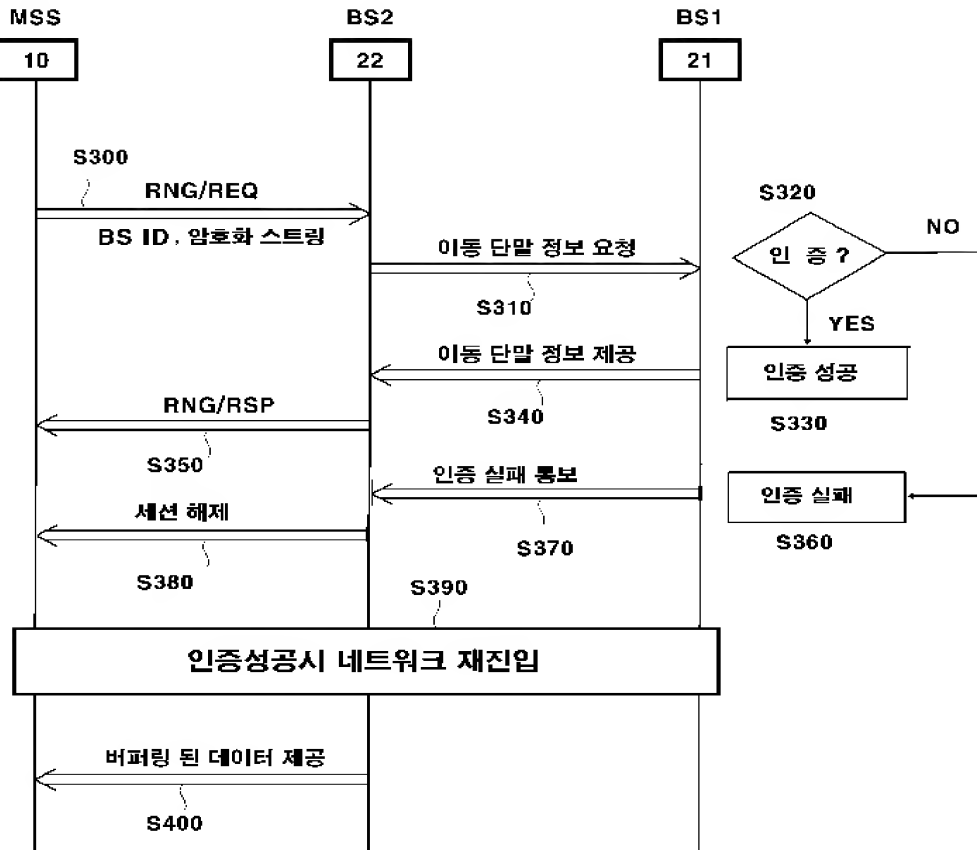 MSS
BS2
BS1
10
22
21
S300
RNG/REQ
BS ID, 암호화 스트링
S320
인 증 ?
NO
이동 단말 정보 요청
S310
YES
이동 단말 정보 제공
인증 성공
RNG/RSP
S340
S330
S350
인증 실패 통보
인증 실패
세션 해제
S370
S360
S380
S390
인증성공시 네트워크 재진입
버퍼링 된 데이터 제공
S400